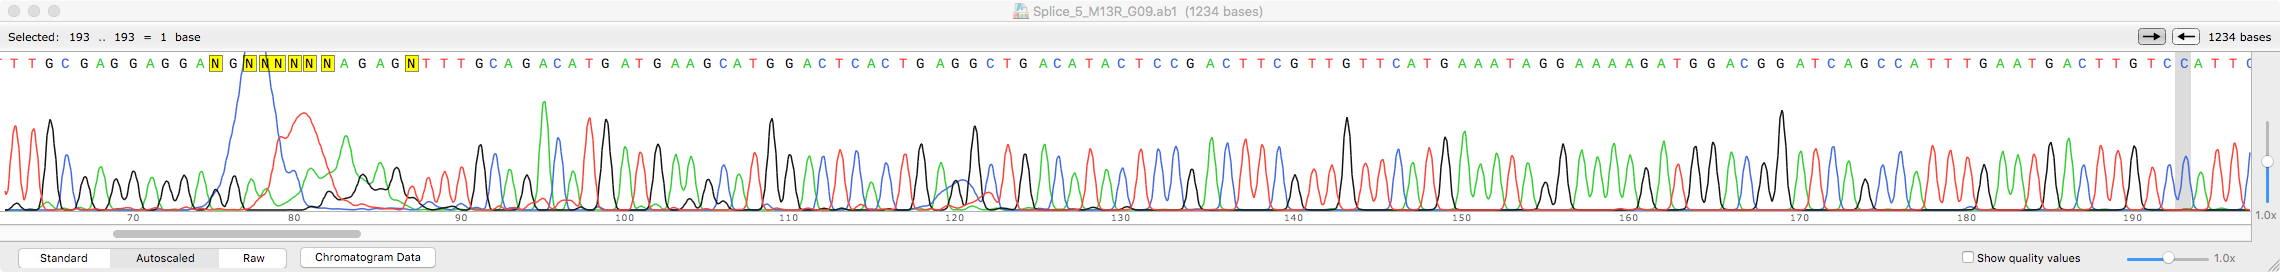 Splice_5_M13R_G09.ab1 (1234 bases)
Selected: 193 .. 193 = 1 base
1234 bases
T T G C G A G G A G G A N G N N N N N A G A G N T T T G C A G A C A T G A T G A A G C A T G G A C T C A C T G A G G C T G A C A T A C T C C G A C T T C G T T G T T C A T G A A A T A G G A A A A G A T G G A C G G A T C A G C C A T T T G A A T G A C T T G T C C A T T C
70 80 90 100 110 120 130 140 150 160 170 180 190
1.0x
Standard Autoscaled Raw Chromatogram Data
Show quality values 1.0x